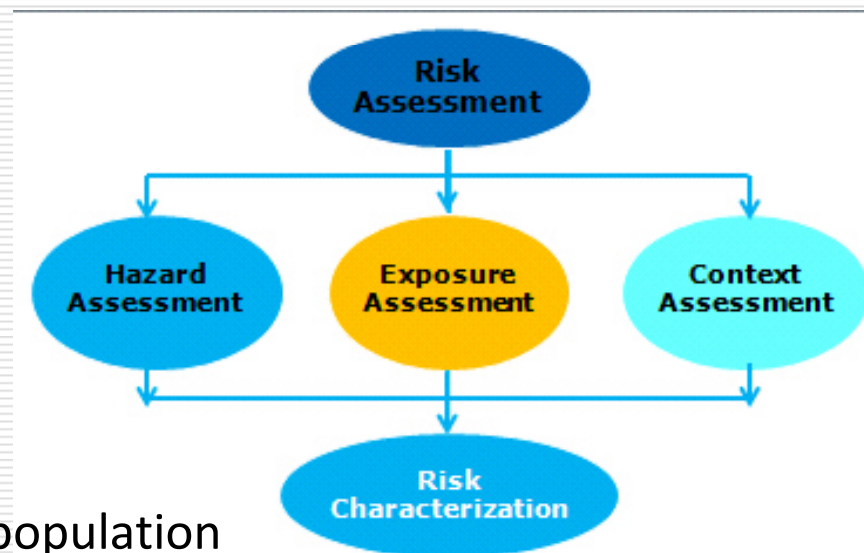 Risk
Assessment
Hazard
Assessment
Exposure
Assessment
Context
Assessment
Risk
Characterization
population